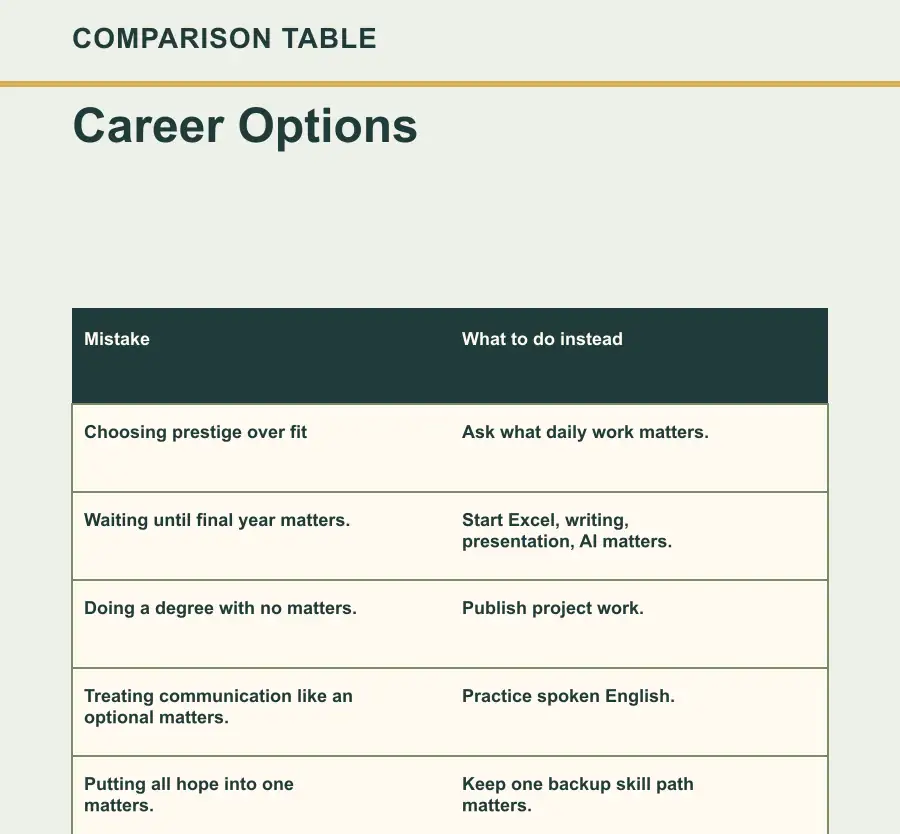 COMPARISON TABLE
Career Options
Mistake
What to do instead
Choosing prestige over fit
Ask what daily work matters.
Waiting until final year matters.
Start Excel, writing,
presentation, AI matters.
Doing a degree with no matters.
Publish project work.
Treating communication like an
optional matters.
Practice spoken English.
Putting all hope into one
matters.
Keep one backup skill path
matters.